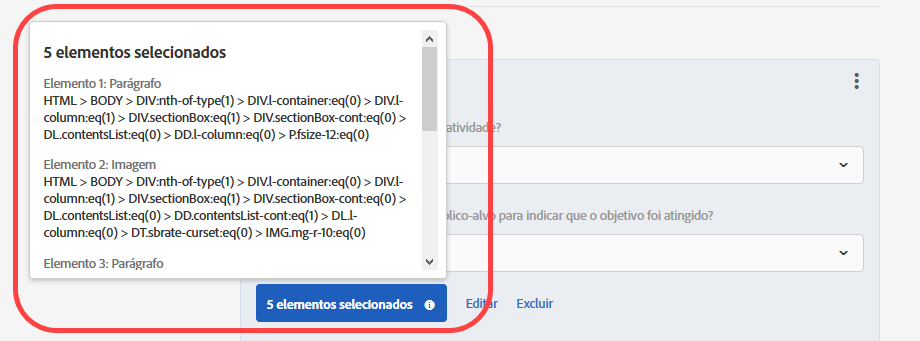 5 elementos selecionados
Elemento 1: Parágrafo
HTML > BODY > DIV:nth-of-type(1) > DIV.l-container:eq(0) > DIV.l-
column:eq(1) > DIV.sectionBox:eq(1) > DIV.sectionBox-cont:eq(0) >
DL.contentsList:eq(0) > DD.l-column:eq(0) > P.fsize-12:eq(0)
Elemento 2: Imagem
HTML > BODY > DIV:nth-of-type(1) > DIV.l-container:eq(0) > DIV.l-
column:eq(1) > DIV.sectionBox:eq(1) > DIV.sectionBox-cont:eq(0) >
DL.contentsList:eq(0) > DD.contentsList-cont:eq(1) > DL.l-
column:eq(0) > DT.sbrate-curset:eq(0) > IMG.mg-r-10:eq(0)
Elemento 3: Parágrafo
atividade?
blico-alvo para indicar que o objetivo foi atingido?
5 elementos selecionados
Editar
Excluir